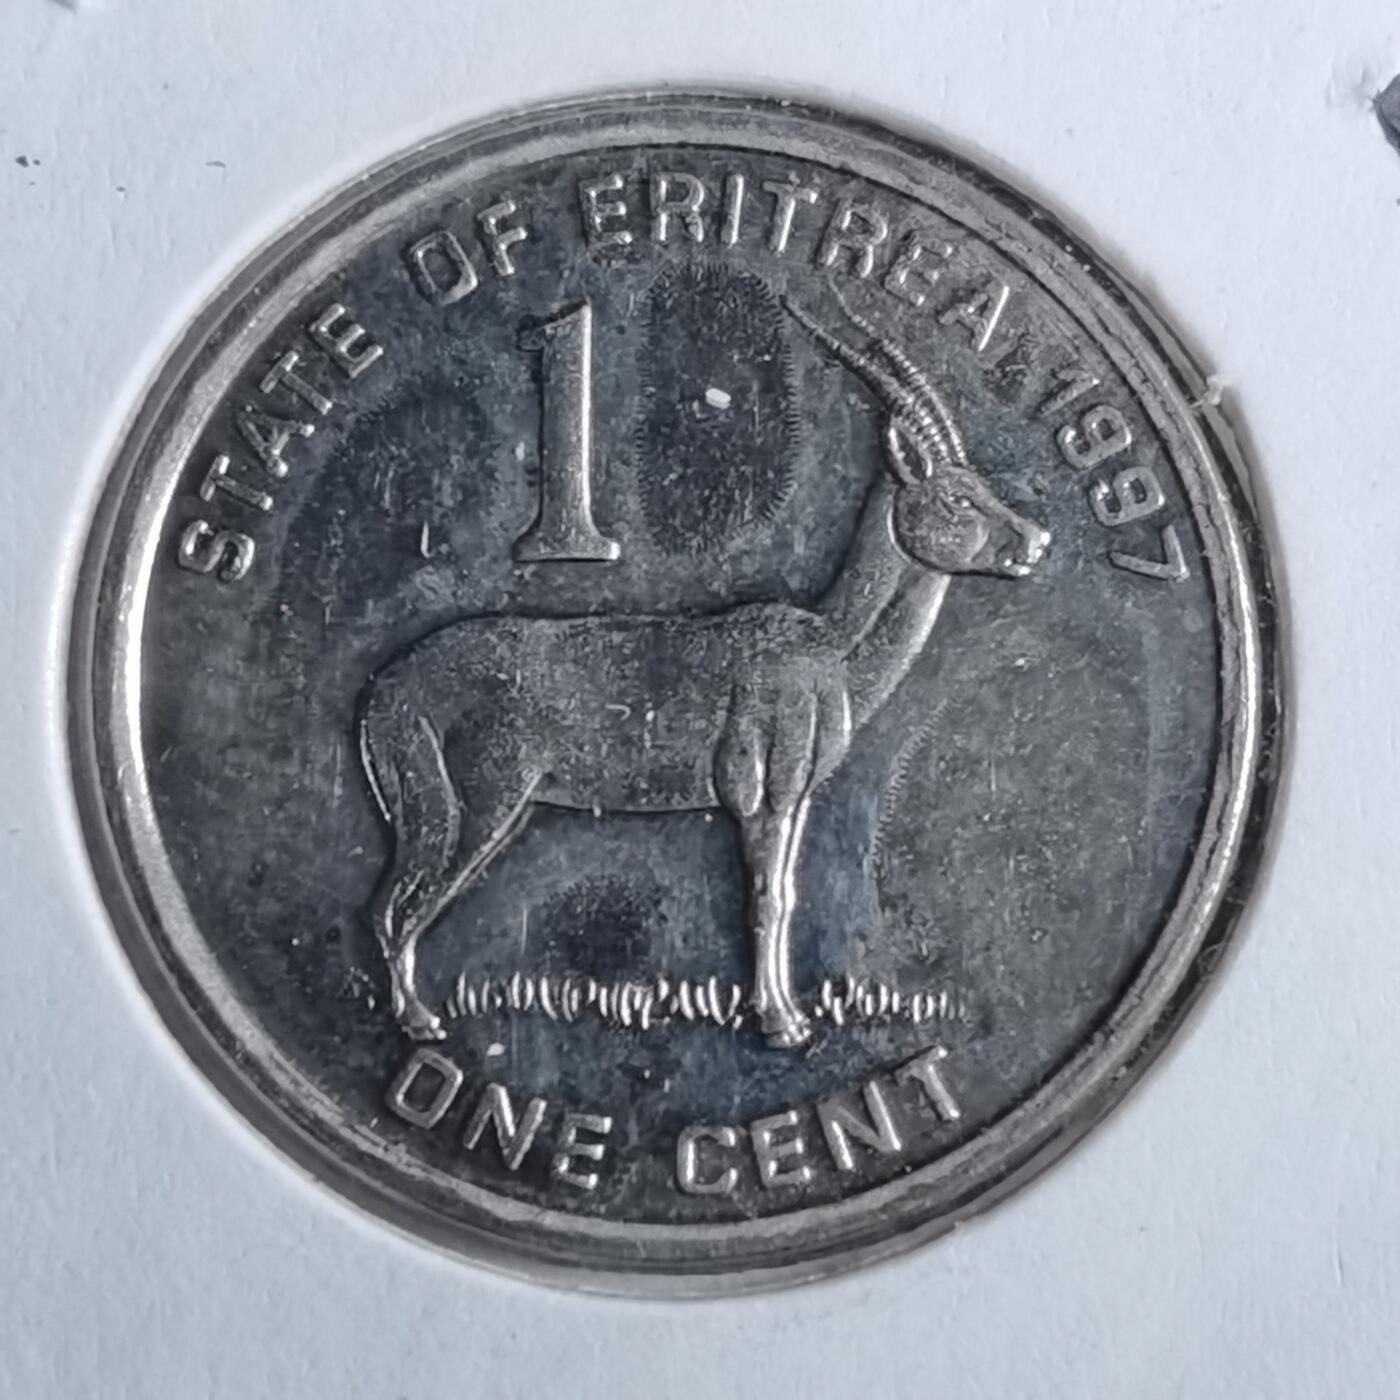 STATE OF ERITREA, 1997
1
ONE CENT